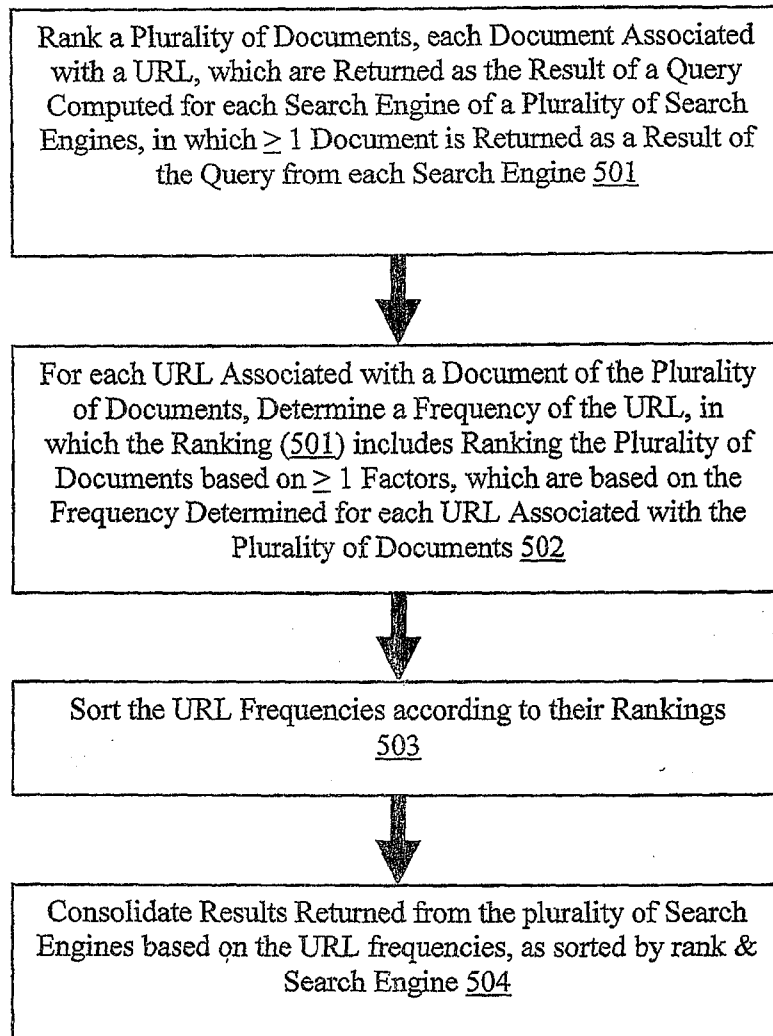 Rank a Plurality of Documents, each Document Associated
with a URL, which are Returned as the Result of a Query
Computed for each Search Engine of a Plurality of Search
Engines, in which ≥ 1 Document is Returned as a Result of
the Query from each Search Engine 501
For each URL Associated with a Document of the Plurality
of Documents, Determine a Frequency of the URL, in
which the Ranking (501) includes Ranking the Plurality of
Documents based on ≥ 1 Factors, which are based on the
Frequency Determined for each URL Associated with the
Plurality of Documents 502
Sort the URL Frequencies according to their Rankings
503
Consolidate Results Returned from the plurality of Search
Engines based on the URL frequencies, as sorted by rank &
Search Engine 504